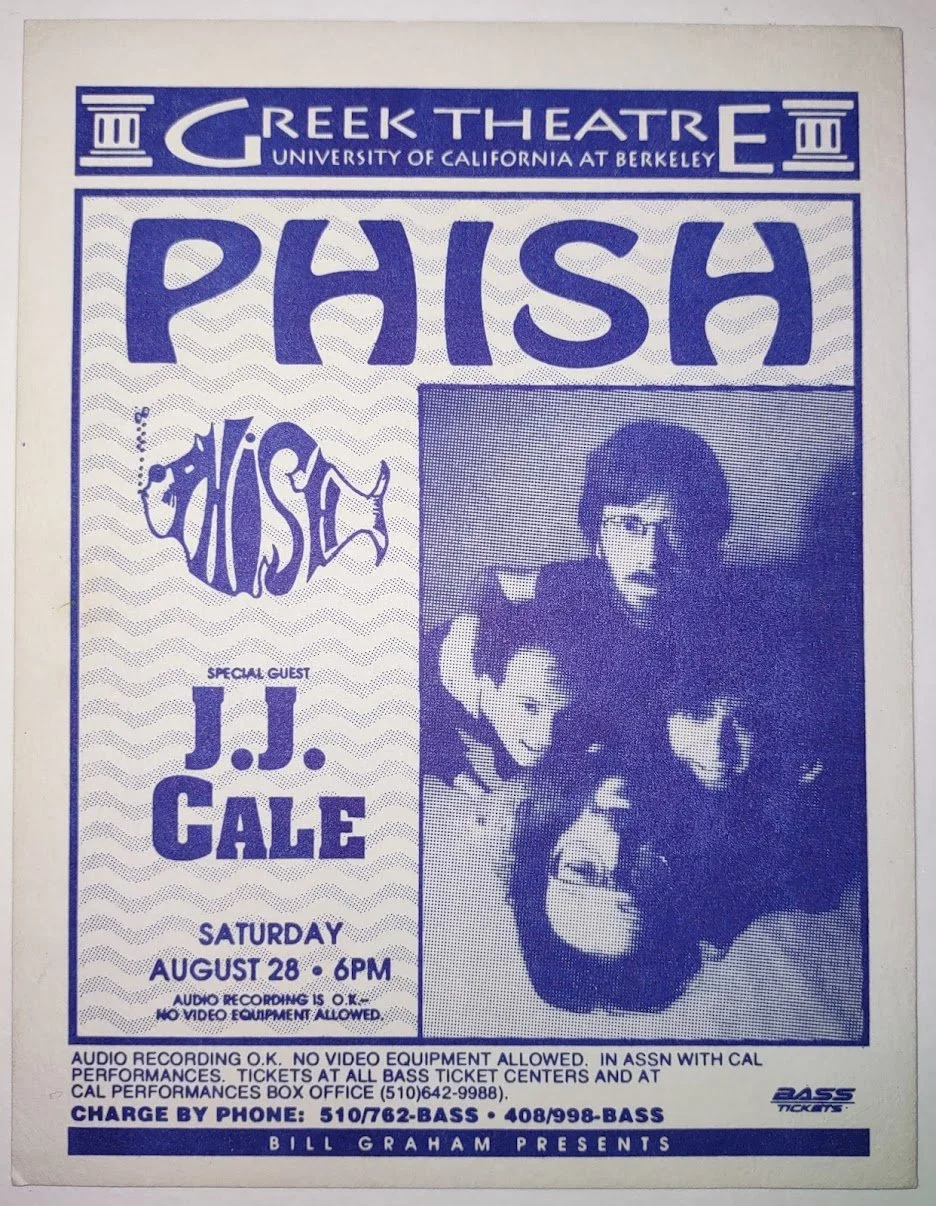 GREEK THEATRE
UNIVERSITY OF CALIFORNIA AT BERKELEY
PHISH
PHISH
SPECIAL GUEST
J.J.
CALE
SATURDAY
AUGUST 28 • 6PM
AUDIO RECORDING IS O.K.–
NO VIDEO EQUIPMENT ALLOWED.
AUDIO RECORDING O.K. NO VIDEO EQUIPMENT ALLOWED. IN ASSN WITH CAL
PERFORMANCES. TICKETS AT ALL BASS TICKET CENTERS AND AT
CAL PERFORMANCES BOX OFFICE (510)642-9988).
CHARGE BY PHONE: 510/762-BASS • 408/998-BASS
BASS
TICKETS
BILL GRAHAM PRESENTS